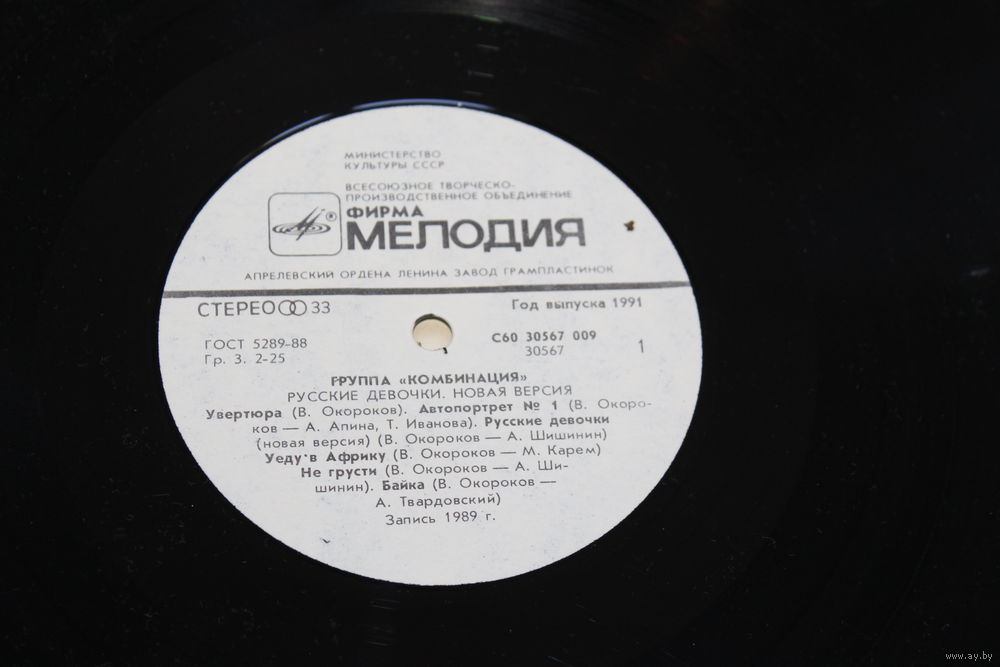 МИНИСТЕРСТВО
КУЛЬТУРЫ СССР
ВСЕСОЮЗНОЕ ТВОРЧЕСКО-
ПРОИЗВОДСТВЕННОЕ ОБЪЕДИНЕНИЕ
®
ФИРМА
МЕЛОДИЯ
АПРЕЛЕВСКИЙ ОРДЕНА ЛЕНИНА ЗАВОД ГРАМПЛАСТИНОК
СТЕРЕО 33
Год выпуска 1991
ГОСТ 5289-88
Гр. 3. 2-25
С60 30567 009
30567
1
ГРУППА «КОМБИНАЦИЯ»
РУССКИЕ ДЕВОЧКИ. НОВАЯ ВЕРСИЯ
Увертюра (В. Окороков). Автопортрет № 1 (В. Окоро-
ков — А. Апина, Т. Иванова). Русские девочки
(новая версия) (В. Окороков — А. Шишинин)
Уеду в Африку (В. Окороков — М. Карем)
Не грусти (В. Окороков — А. Ши-
шинин). Байка (В. Окороков —
А. Твардовский)
Запись 1989 г.
www.ay.by